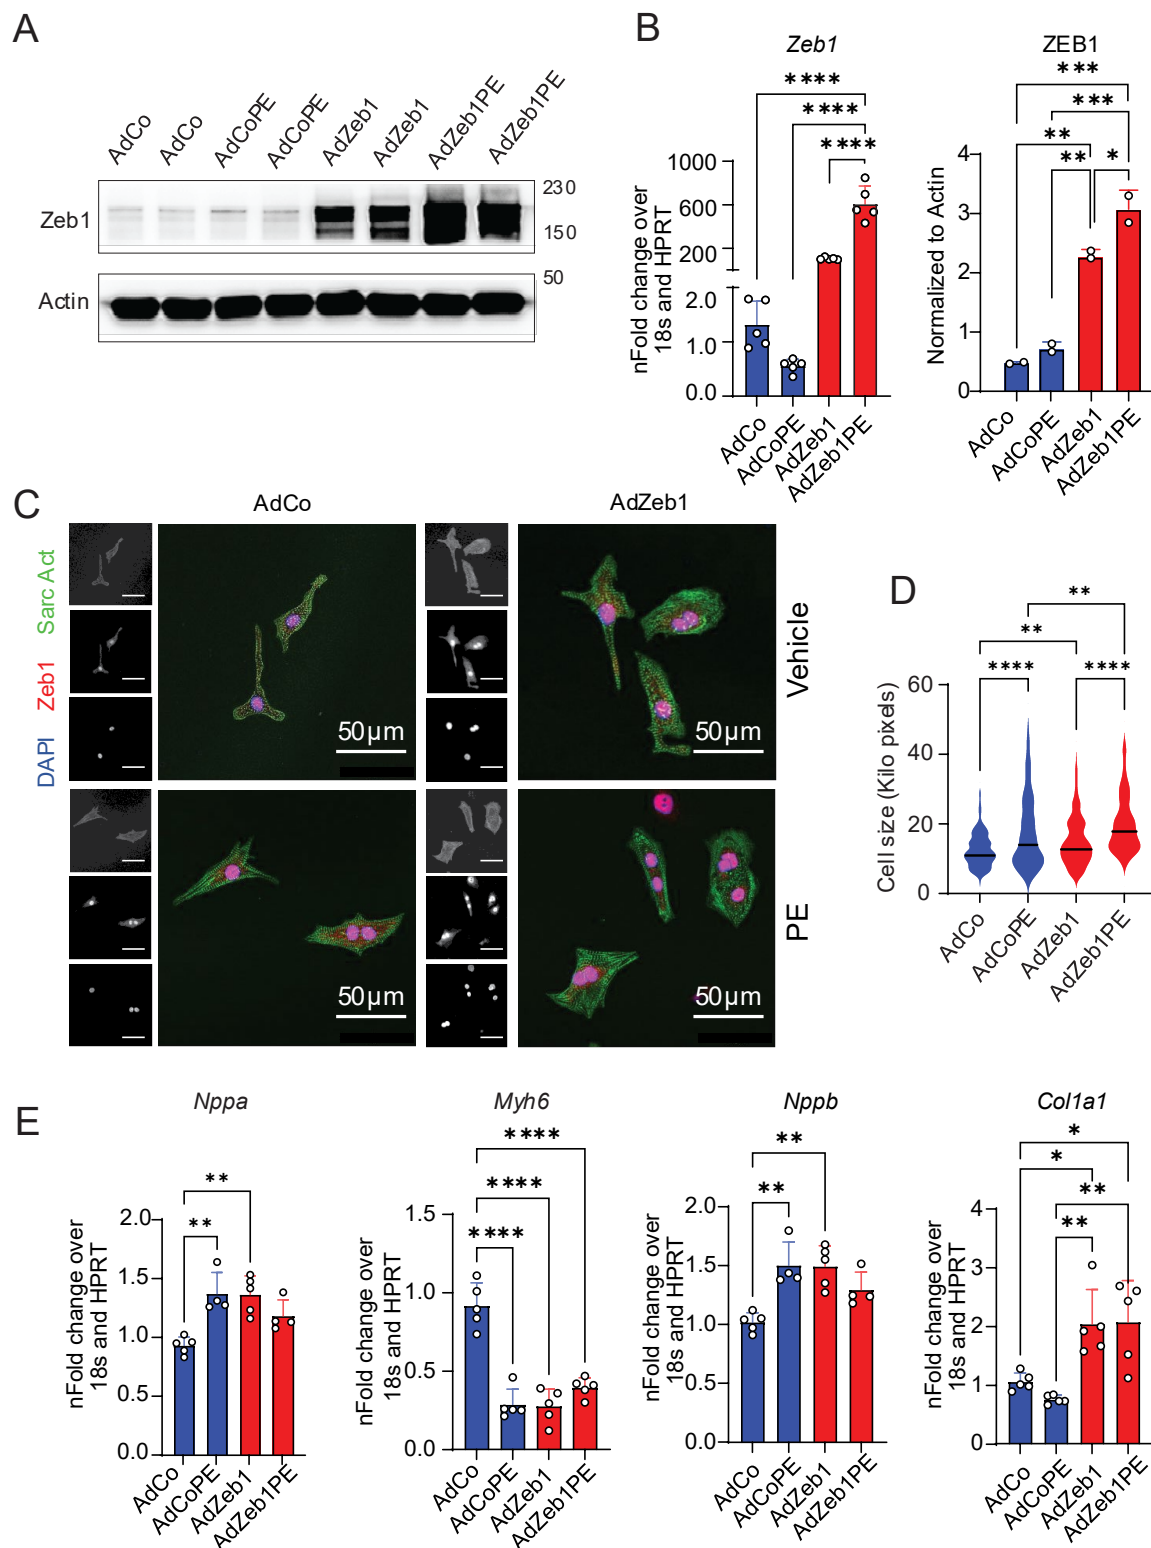 A
AdCo
AdCo
AdCoPE
AdCoPE
AdZeb1
AdZeb1
AdZeb1PE
AdZeb1PE
Zeb1
230
150
Actin
50
B
Zeb1
****
****
****
nFold change over
18s and HPRT
1000
600
200
2.0
1.0
0.0
AdCo
AdCoPE
AdZeb1
AdZeb1PE
ZEB1
***
***
**
** *
Normalized to Actin
4
3
2
1
0
AdCo
AdCoPE
AdZeb1
AdZeb1PE
C
AdCo
AdZeb1
DAPI Zeb1 Sarc Act
50µm
50µm
Vehicle
50µm
50µm
PE
D
**
**
**** ****
Cell size (Kilo pixels)
60
40
20
0
AdCo
AdCoPE
AdZeb1
AdZeb1PE
E
Nppa
**
**
nFold change over
18s and HPRT
2.0
1.5
1.0
0.5
0.0
AdCo
AdCoPE
AdZeb1
AdZeb1PE
Myh6
****
****
****
nFold change over
18s and HPRT
1.5
1.0
0.5
0.0
AdCo
AdCoPE
AdZeb1
AdZeb1PE
Nppb
**
**
nFold change over
18s and HPRT
2.0
1.5
1.0
0.5
0.0
AdCo
AdCoPE
AdZeb1
AdZeb1PE
Col1a1
*
*
**
**
nFold change over
18s and HPRT
4
3
2
1
0
AdCo
AdCoPE
AdZeb1
AdZeb1PE